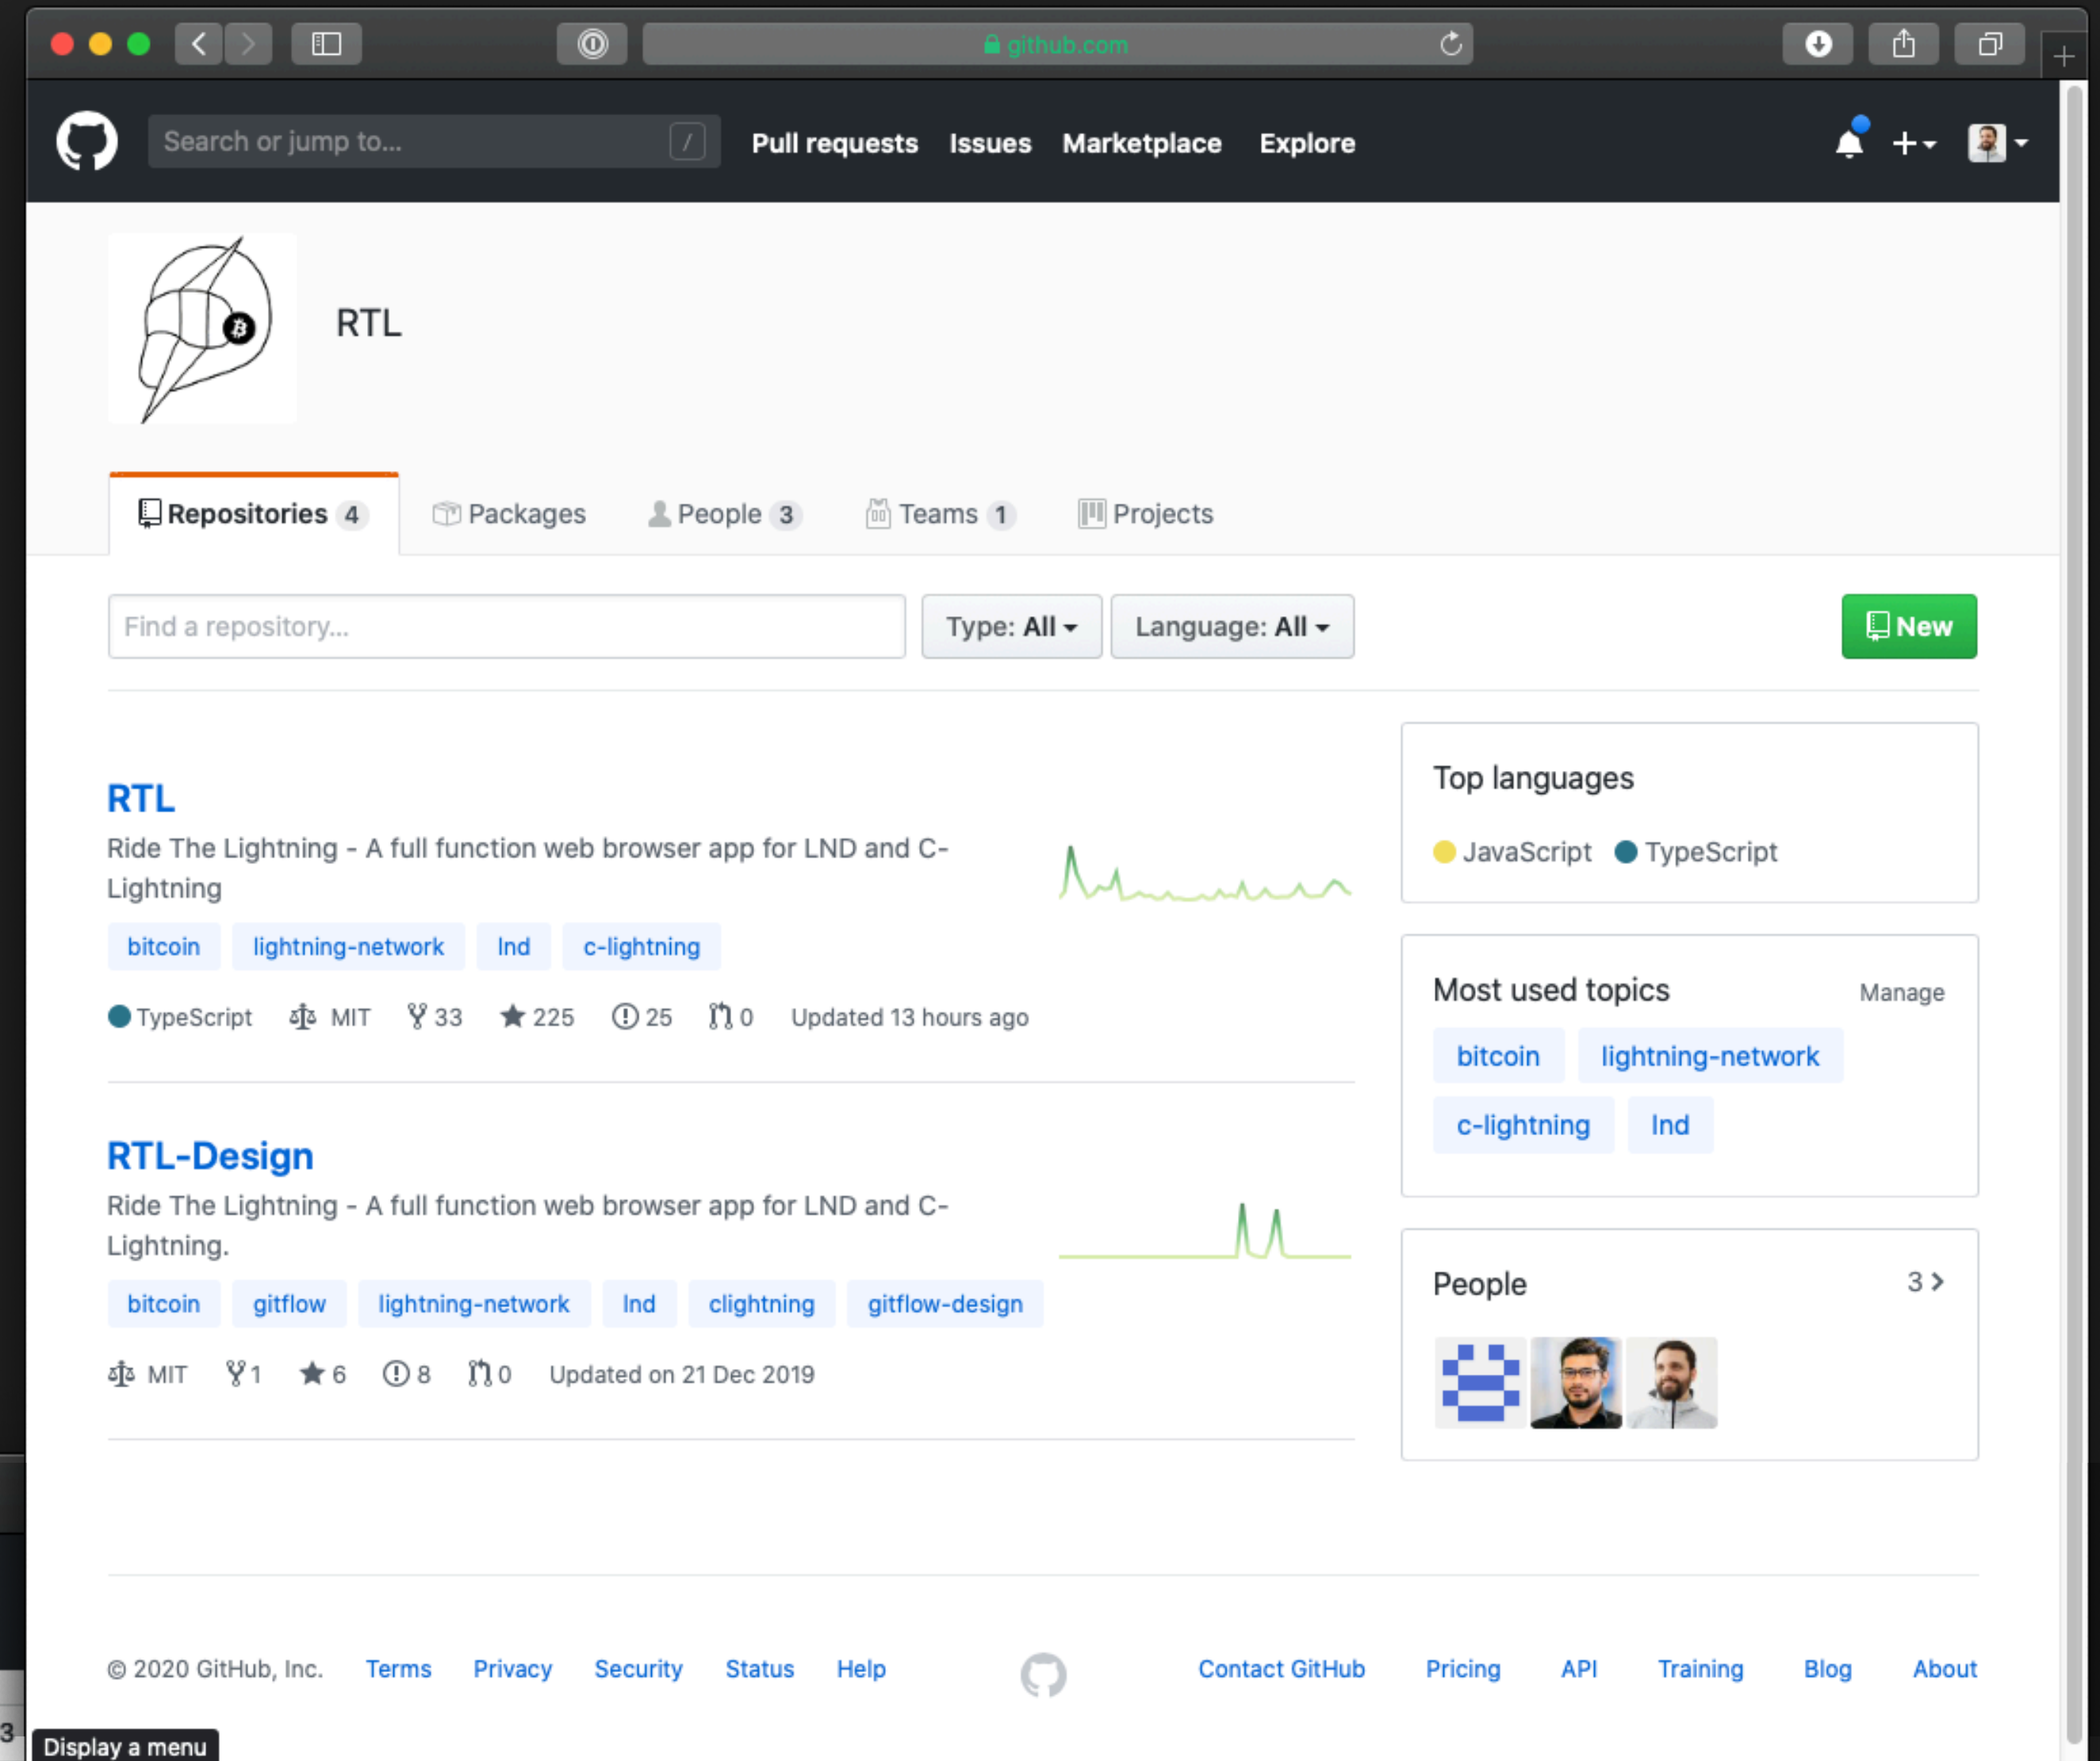 github.com
Search or jump to... /
Pull requests Issues Marketplace Explore
RTL
Repositories 4 Packages People 3 Teams 1 Projects
Find a repository... Type: All Language: All New
RTL
Ride The Lightning - A full function web browser app for LND and C-
Lightning
bitcoin lightning-network lnd c-lightning
TypeScript MIT 33 225 25 0 Updated 13 hours ago
RTL-Design
Ride The Lightning - A full function web browser app for LND and C-
Lightning.
bitcoin gitflow lightning-network lnd clightning gitflow-design
MIT 1 6 8 0 Updated on 21 Dec 2019
Top languages
JavaScript TypeScript
Most used topics Manage
bitcoin lightning-network
c-lightning lnd
People 3
© 2020 GitHub, Inc. Terms Privacy Security Status Help Contact GitHub Pricing API Training Blog About
3
Display a menu